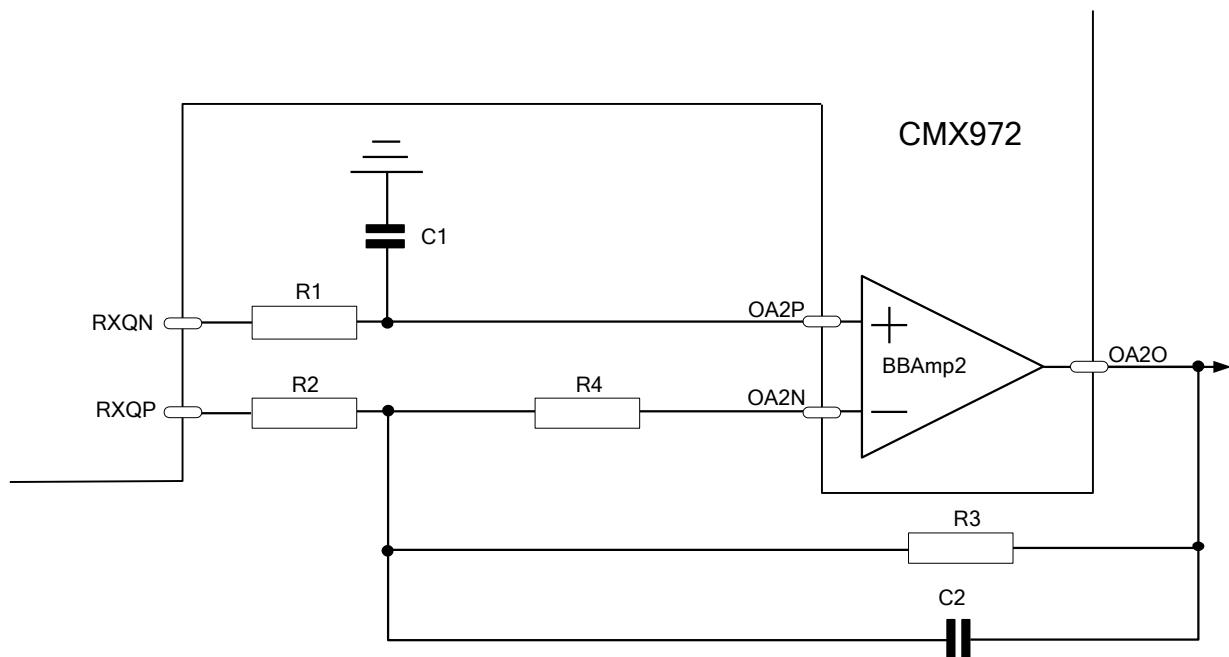 CMX972
C1
R1
RXQN
OA2P
BBAmp2
OA2O
R2
R4
RXQP
OA2N
R3
C2